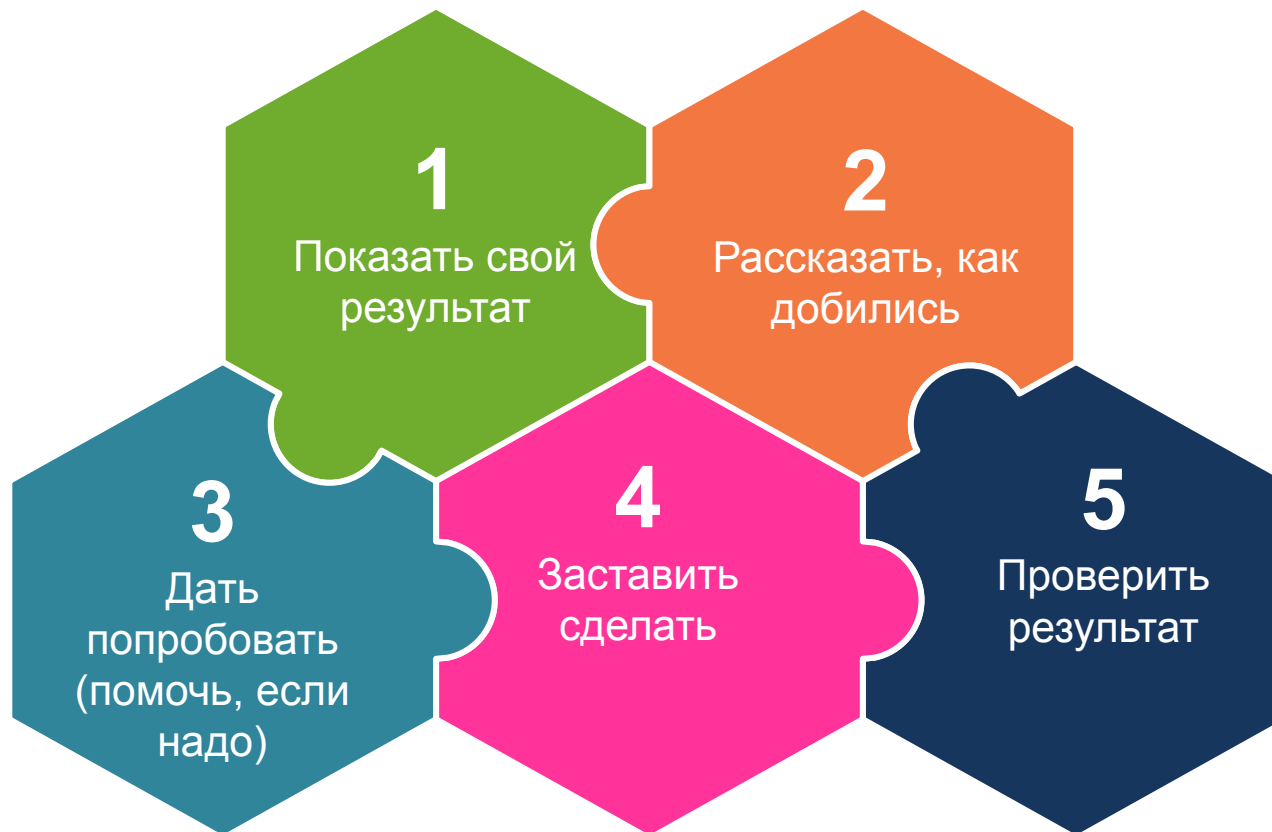 1
Показать свой
результат
2
Рассказать, как
добились
3
Дать
попробовать
(помочь, если
надо)
4
Заставить
сделать
5
Проверить
результат